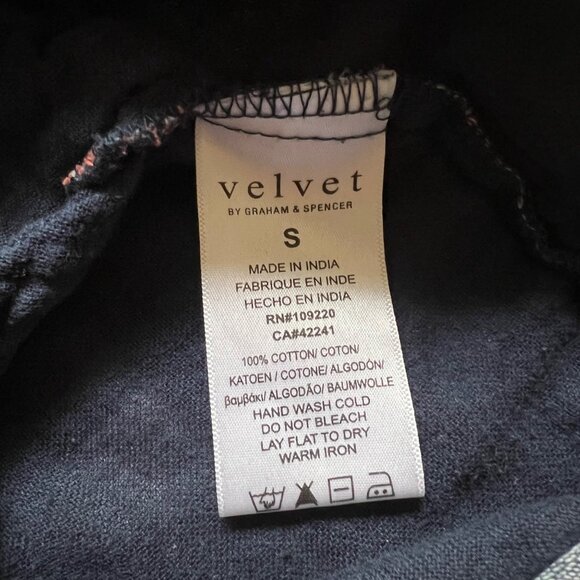 velvet
BY GRAHAM & SPENCER
S
MADE IN INDIA
FABRIQUE EN INDE
HECHO EN INDIA
RN#109220
CA#42241
100% COTTON/ COTON/
KATOEN / COTONE/ ALGODÓN/
βαμβάκι/ ALGODÃO/ BAUMWOLLE
HAND WASH COLD
DO NOT BLEACH
LAY FLAT TO DRY
WARM IRON